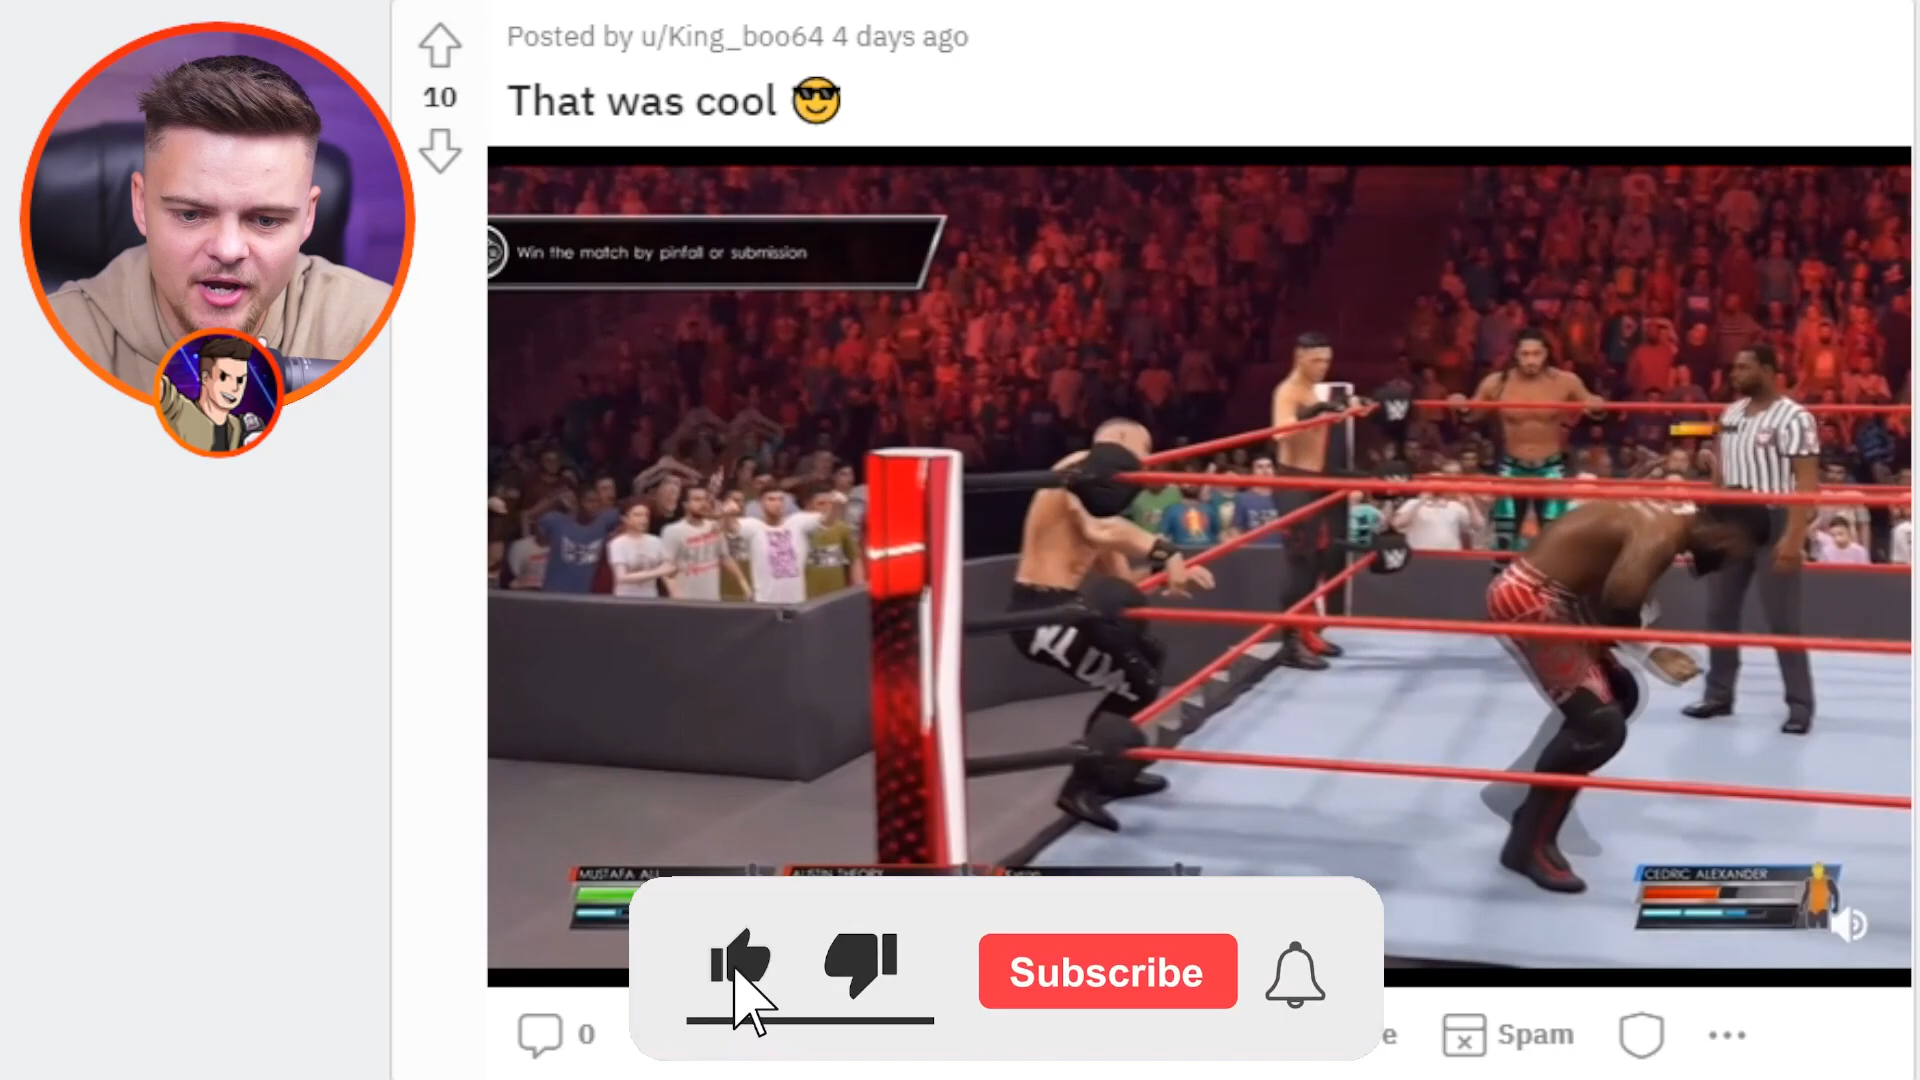 Posted by u/King_boo64 4 days ago
10
That was cool 😎
Win the match by pinfall or submission
MUSTAFA ALI
AUSTIN THEORY
CEDRIC ALEXANDER
Subscribe
0
e
Spam